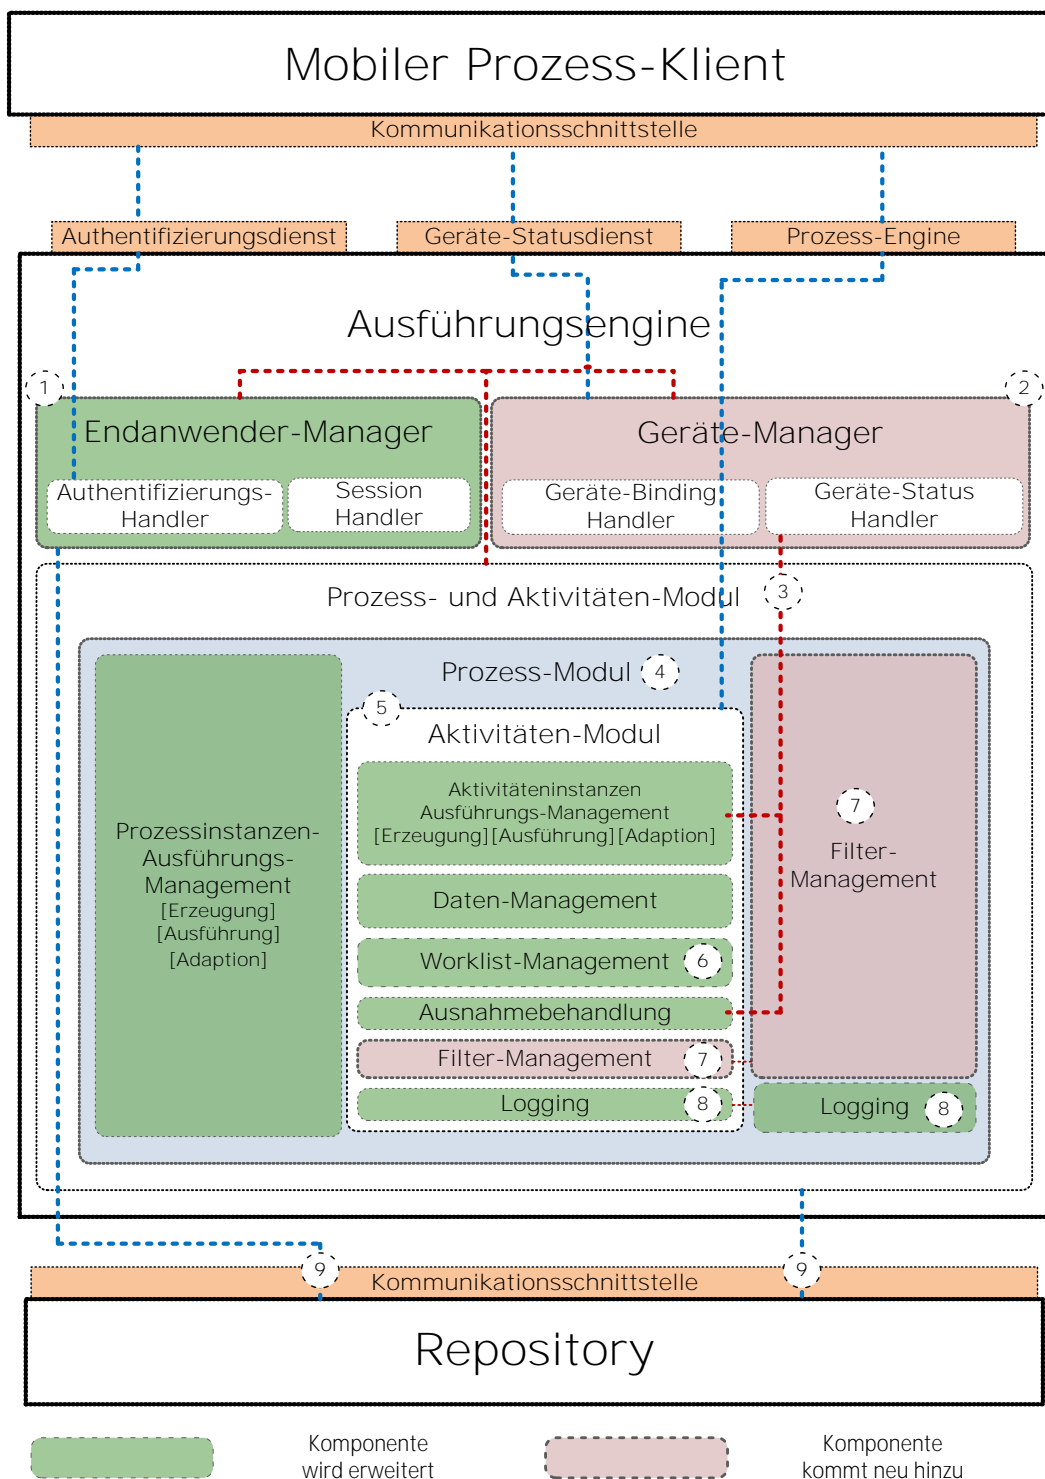 Mobiler Prozess-Klient
Kommunikationsschnittstelle
Authentifizierungsdienst
Geräte-Statusdienst
Prozess-Engine
Ausführungsengine
1
2
Endanwender-Manager
Authentifizierungs-
Handler
Session
Handler
Geräte-Manager
Geräte-Binding
Handler
Geräte-Status
Handler
Prozess- und Aktivitäten-Modul
3
Prozess-Modul
4
5
Aktivitäten-Modul
Prozessinstanzen-
Ausführungs-
Management
[Erzeugung]
[Ausführung]
[Adaption]
Aktivitäteninstanzen
Ausführungs-Management
[Erzeugung][Ausführung][Adaption]
Daten-Management
Worklist-Management
6
Ausnahmebehandlung
Filter-Management
7
Logging
8
7
Filter-
Management
Logging
8
9
9
Kommunikationsschnittstelle
Repository
Komponente
wird erweitert
Komponente
kommt neu hinzu